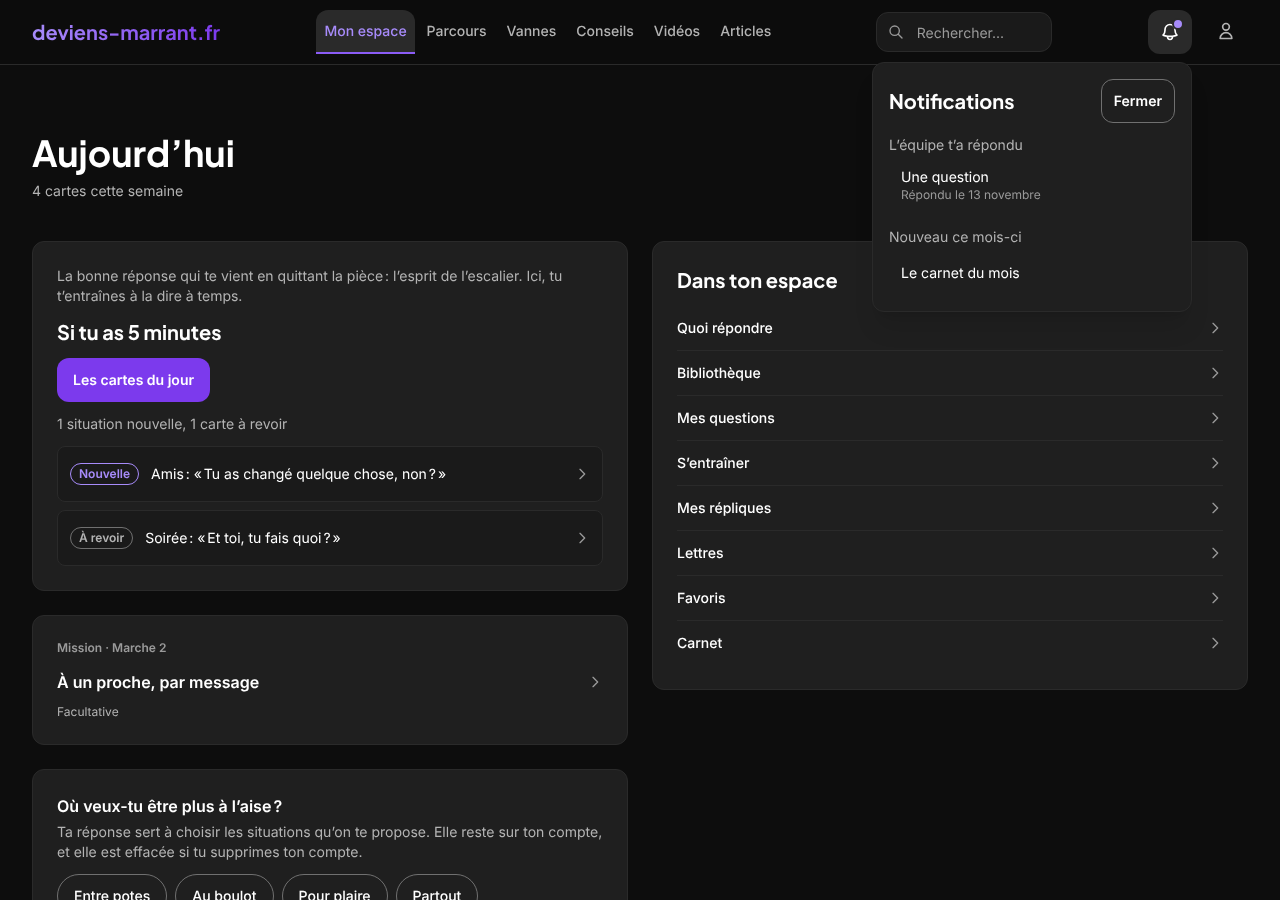 deviens-marrant.fr
Mon espace
Parcours
Vannes
Conseils
Vidéos
Articles
Rechercher...
Notifications
Fermer
L’équipe t’a répondu
Une question
Répondu le 13 novembre
Nouveau ce mois-ci
Le carnet du mois
Aujourd’hui
4 cartes cette semaine
La bonne réponse qui te vient en quittant la pièce : l’esprit de l’escalier. Ici, tu
t’entraînes à la dire à temps.
Si tu as 5 minutes
Les cartes du jour
1 situation nouvelle, 1 carte à revoir
Nouvelle
Amis : « Tu as changé quelque chose, non ? »
À revoir
Soirée : « Et toi, tu fais quoi ? »
Mission · Marche 2
À un proche, par message
Facultative
Où veux-tu être plus à l’aise ?
Ta réponse sert à choisir les situations qu’on te propose. Elle reste sur ton compte,
et elle est effacée si tu supprimes ton compte.
Entre potes
Au boulot
Pour plaire
Partout
Dans ton espace
Quoi répondre
Bibliothèque
Mes questions
S’entraîner
Mes répliques
Lettres
Favoris
Carnet